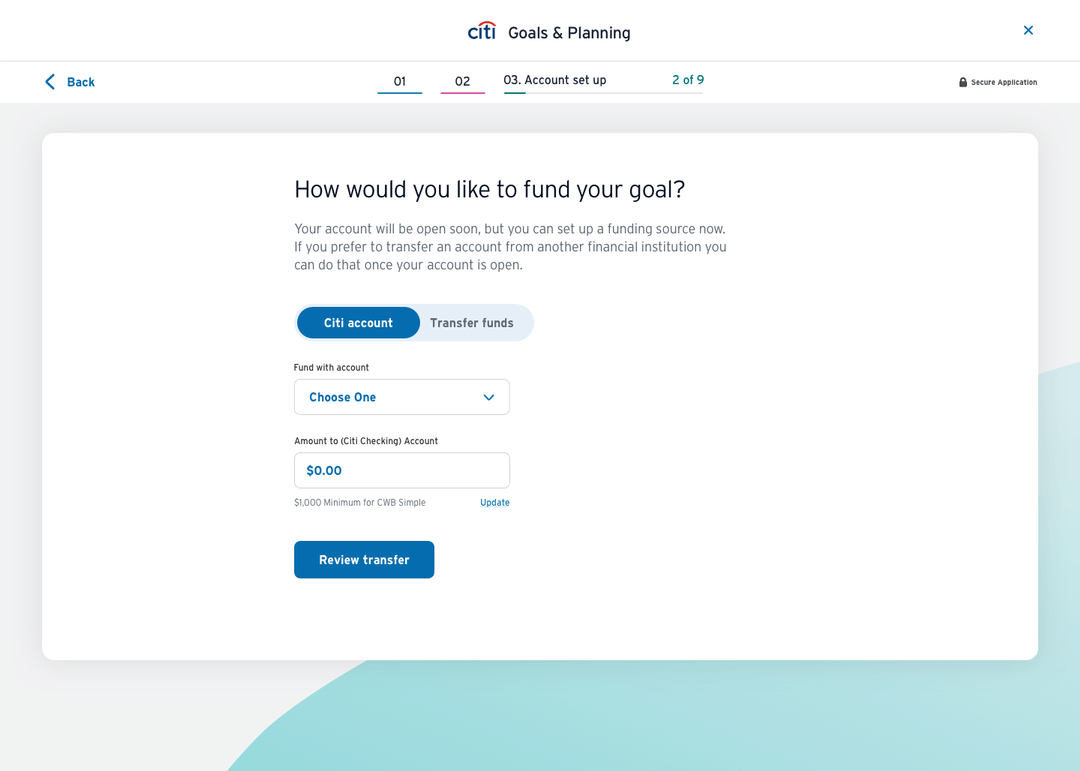 citi Goals & Planning
Back
01
02
03. Account set up
2 of 9
Secure Application
How would you like to fund your goal?
Your account will be open soon, but you can set up a funding source now.
If you prefer to transfer an account from another financial institution you
can do that once your account is open.
Citi account
Transfer funds
Fund with account
Choose One
Amount to (Citi Checking) Account
$0.00
$1,000 Minimum for CWB Simple
Update
Review transfer